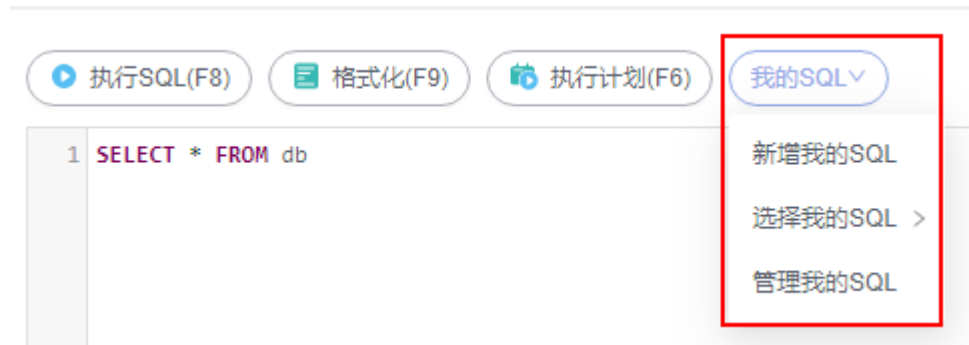 执行SQL(F8) 格式化(F9) 执行计划(F6) 我的SQL
1 SELECT * FROM db
新增我的SQL
选择我的SQL >
管理我的SQL